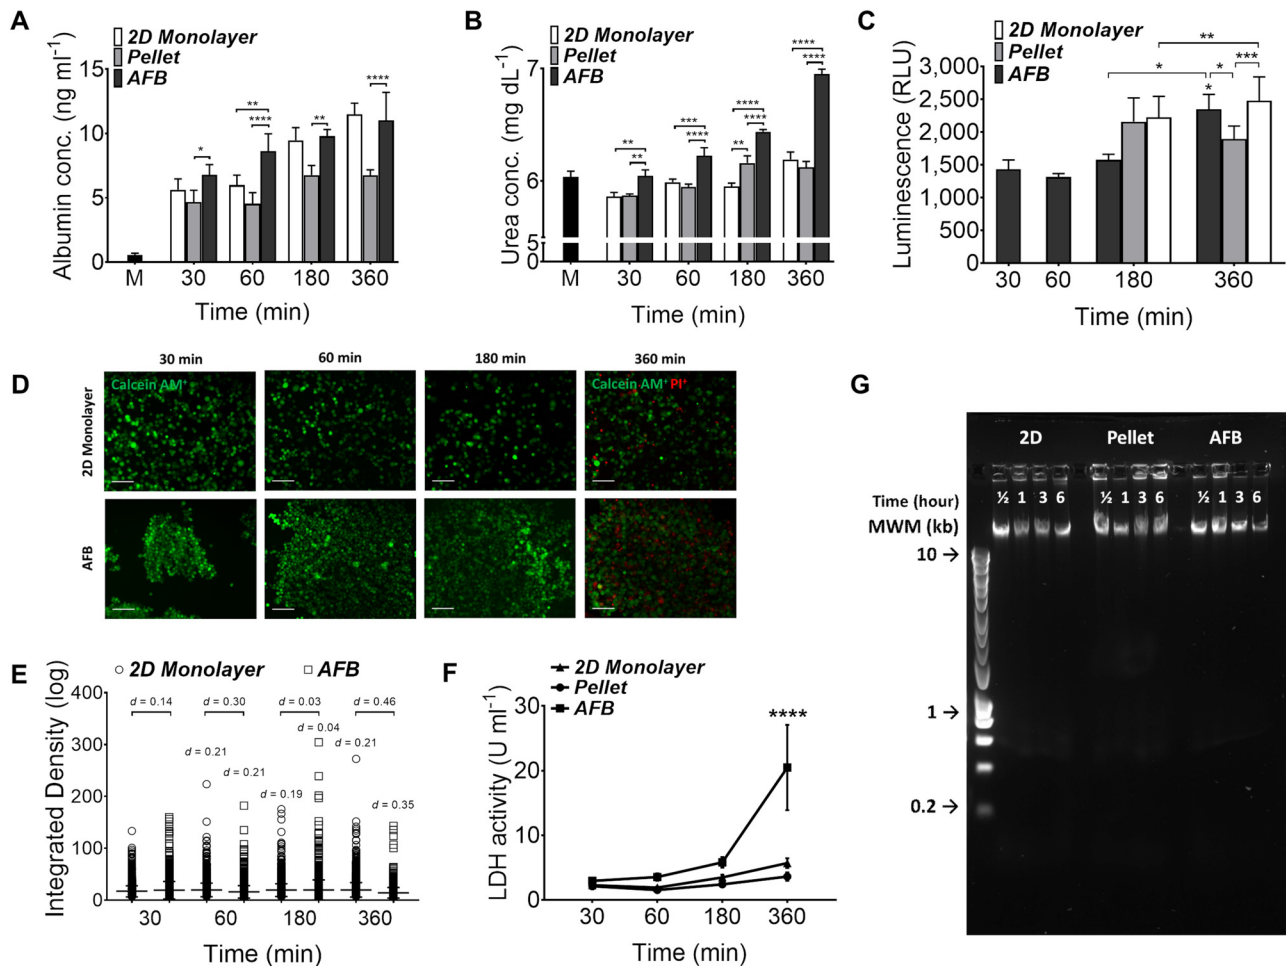 A
2D Monolayer
Pellet
AFB
Albumin conc. (ng ml⁻¹)
15
10
5
0
*
**
****
**
****
M
30
60
180
360
Time (min)
B
2D Monolayer
Pellet
AFB
Urea conc. (mg dL⁻¹)
7
6
5
5
0
**
**
***
****
**
****
****
****
****
M
30
60
180
360
Time (min)
C
2D Monolayer
Pellet
AFB
Luminescence (RLU)
3,000
2,500
2,000
1,500
1,000
500
0
**
*
*
***
*
30
60
180
360
Time (min)
D
30 min
60 min
180 min
360 min
2D Monolayer
AFB
Calcein AM⁺
Calcein AM⁺ PI⁺
E
2D Monolayer
AFB
Integrated Density (log)
400
300
200
100
0
d = 0.14
d = 0.30
d = 0.03
d = 0.46
d = 0.21
d = 0.21
d = 0.19
d = 0.04
d = 0.21
d = 0.35
30
60
180
360
Time (min)
F
2D Monolayer
Pellet
AFB
LDH activity (U ml⁻¹)
30
20
10
0
****
30
60
180
360
Time (min)
G
2D Pellet AFB
Time (hour) ½ 1 3 6 ½ 1 3 6 ½ 1 3 6
MWM (kb)
10 →
1 →
0.2 →